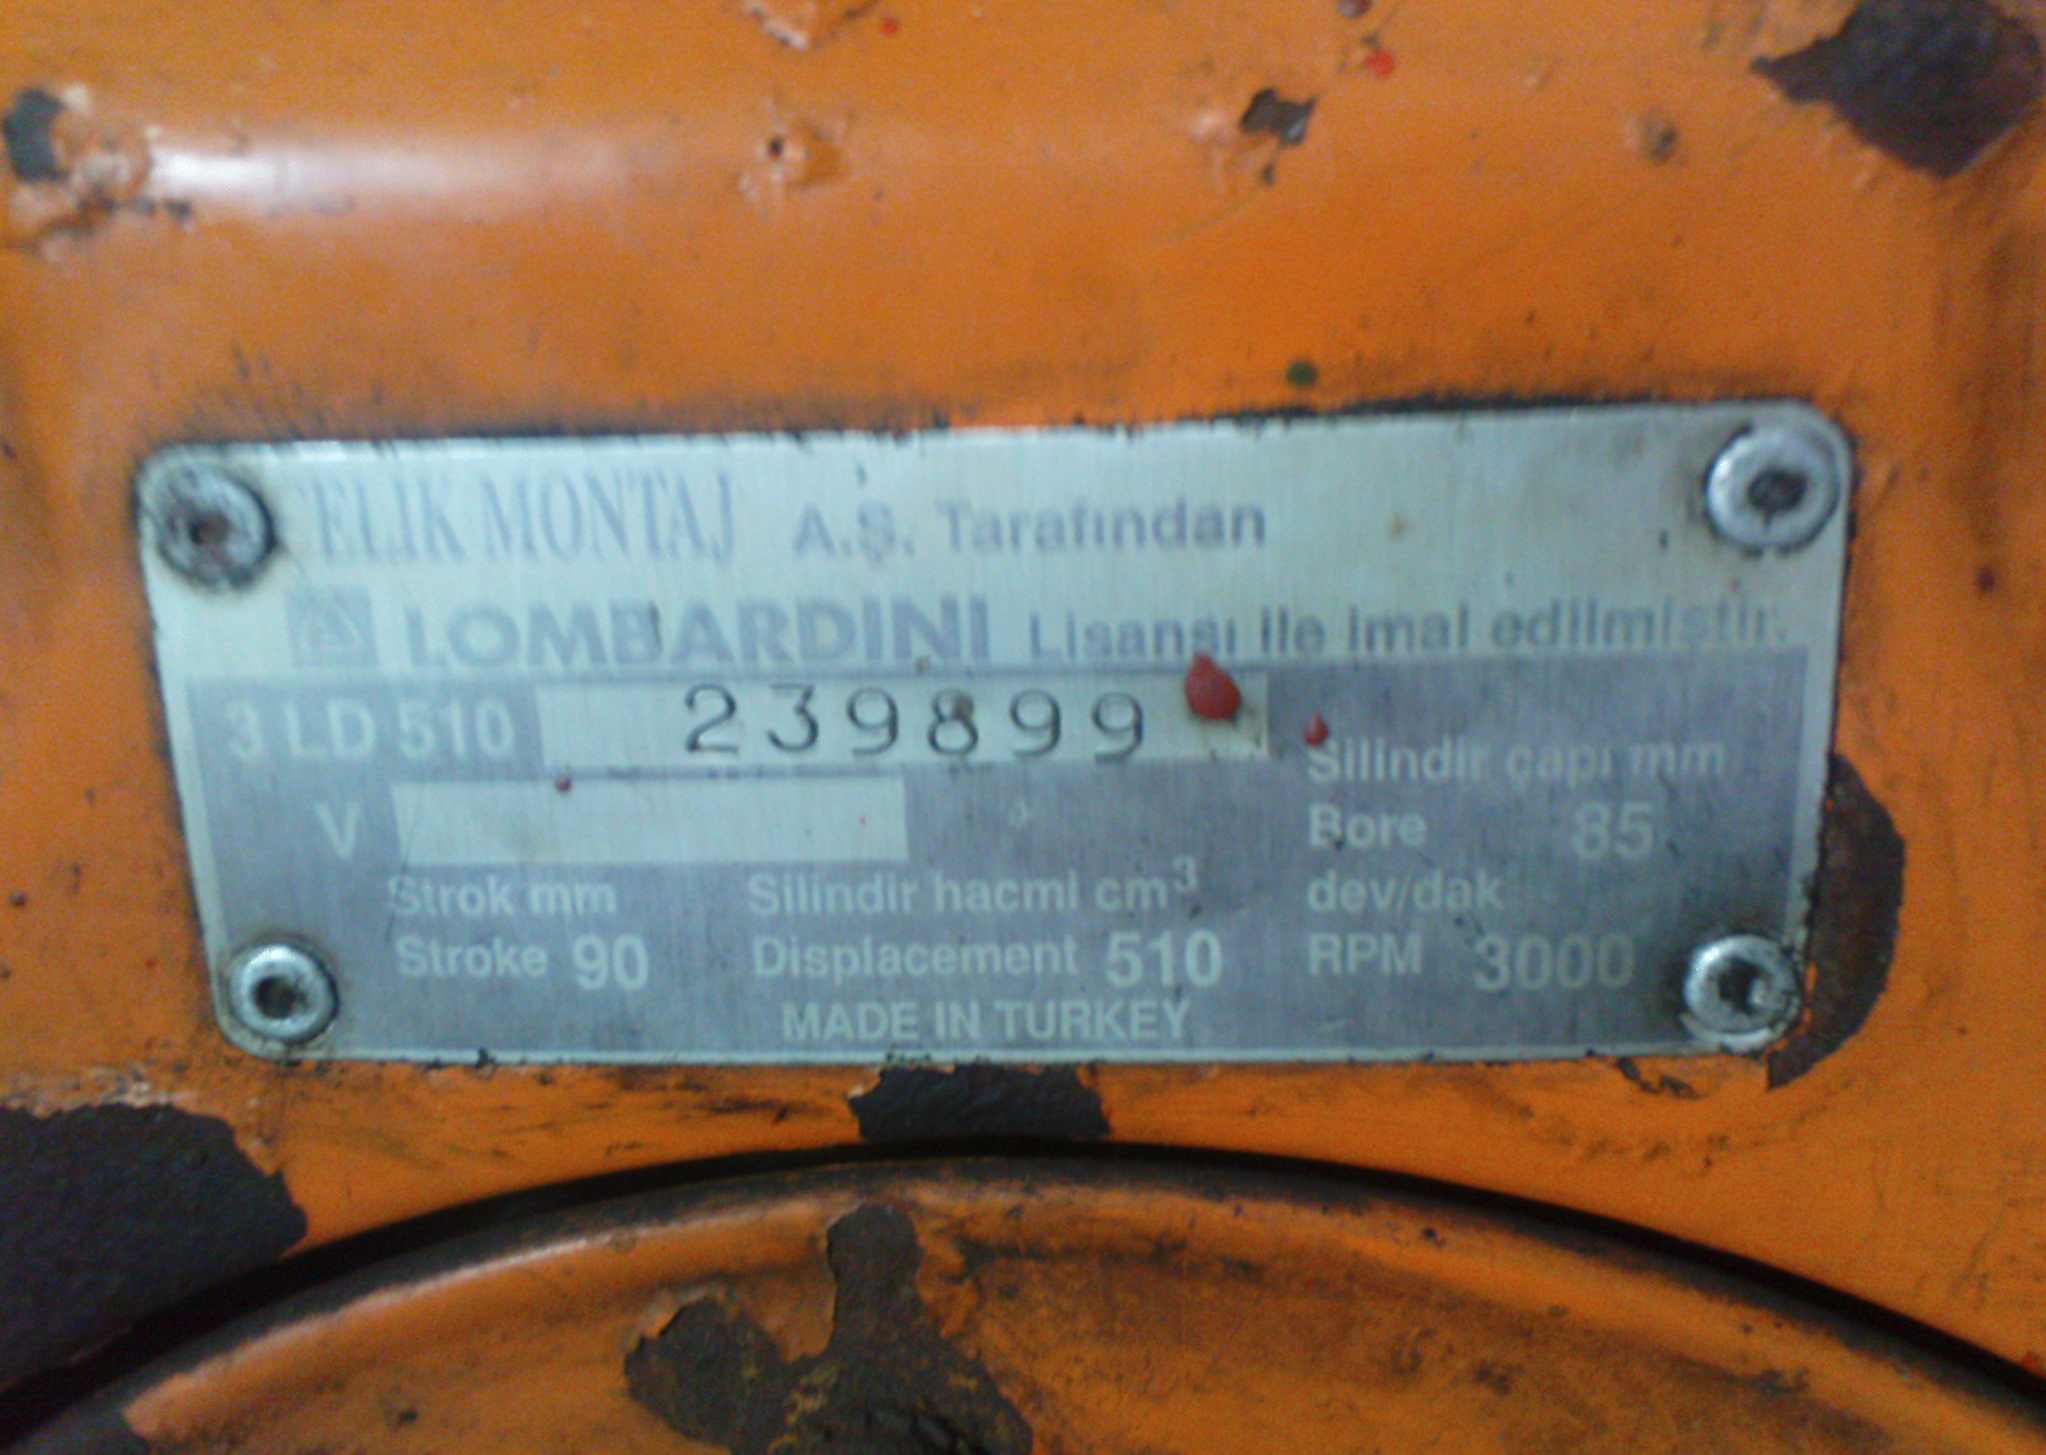 ELIK MONTAJ A.Ş. Tarafından
LOMBARDINI Lisansı ile imal edilmiştir.
3 LD 510 239899
V
Silindir çapı mm
Bore 85
Strok mm Silindir hacmi cm³ dev/dak
Stroke 90 Displacement 510 RPM 3000
MADE IN TURKEY